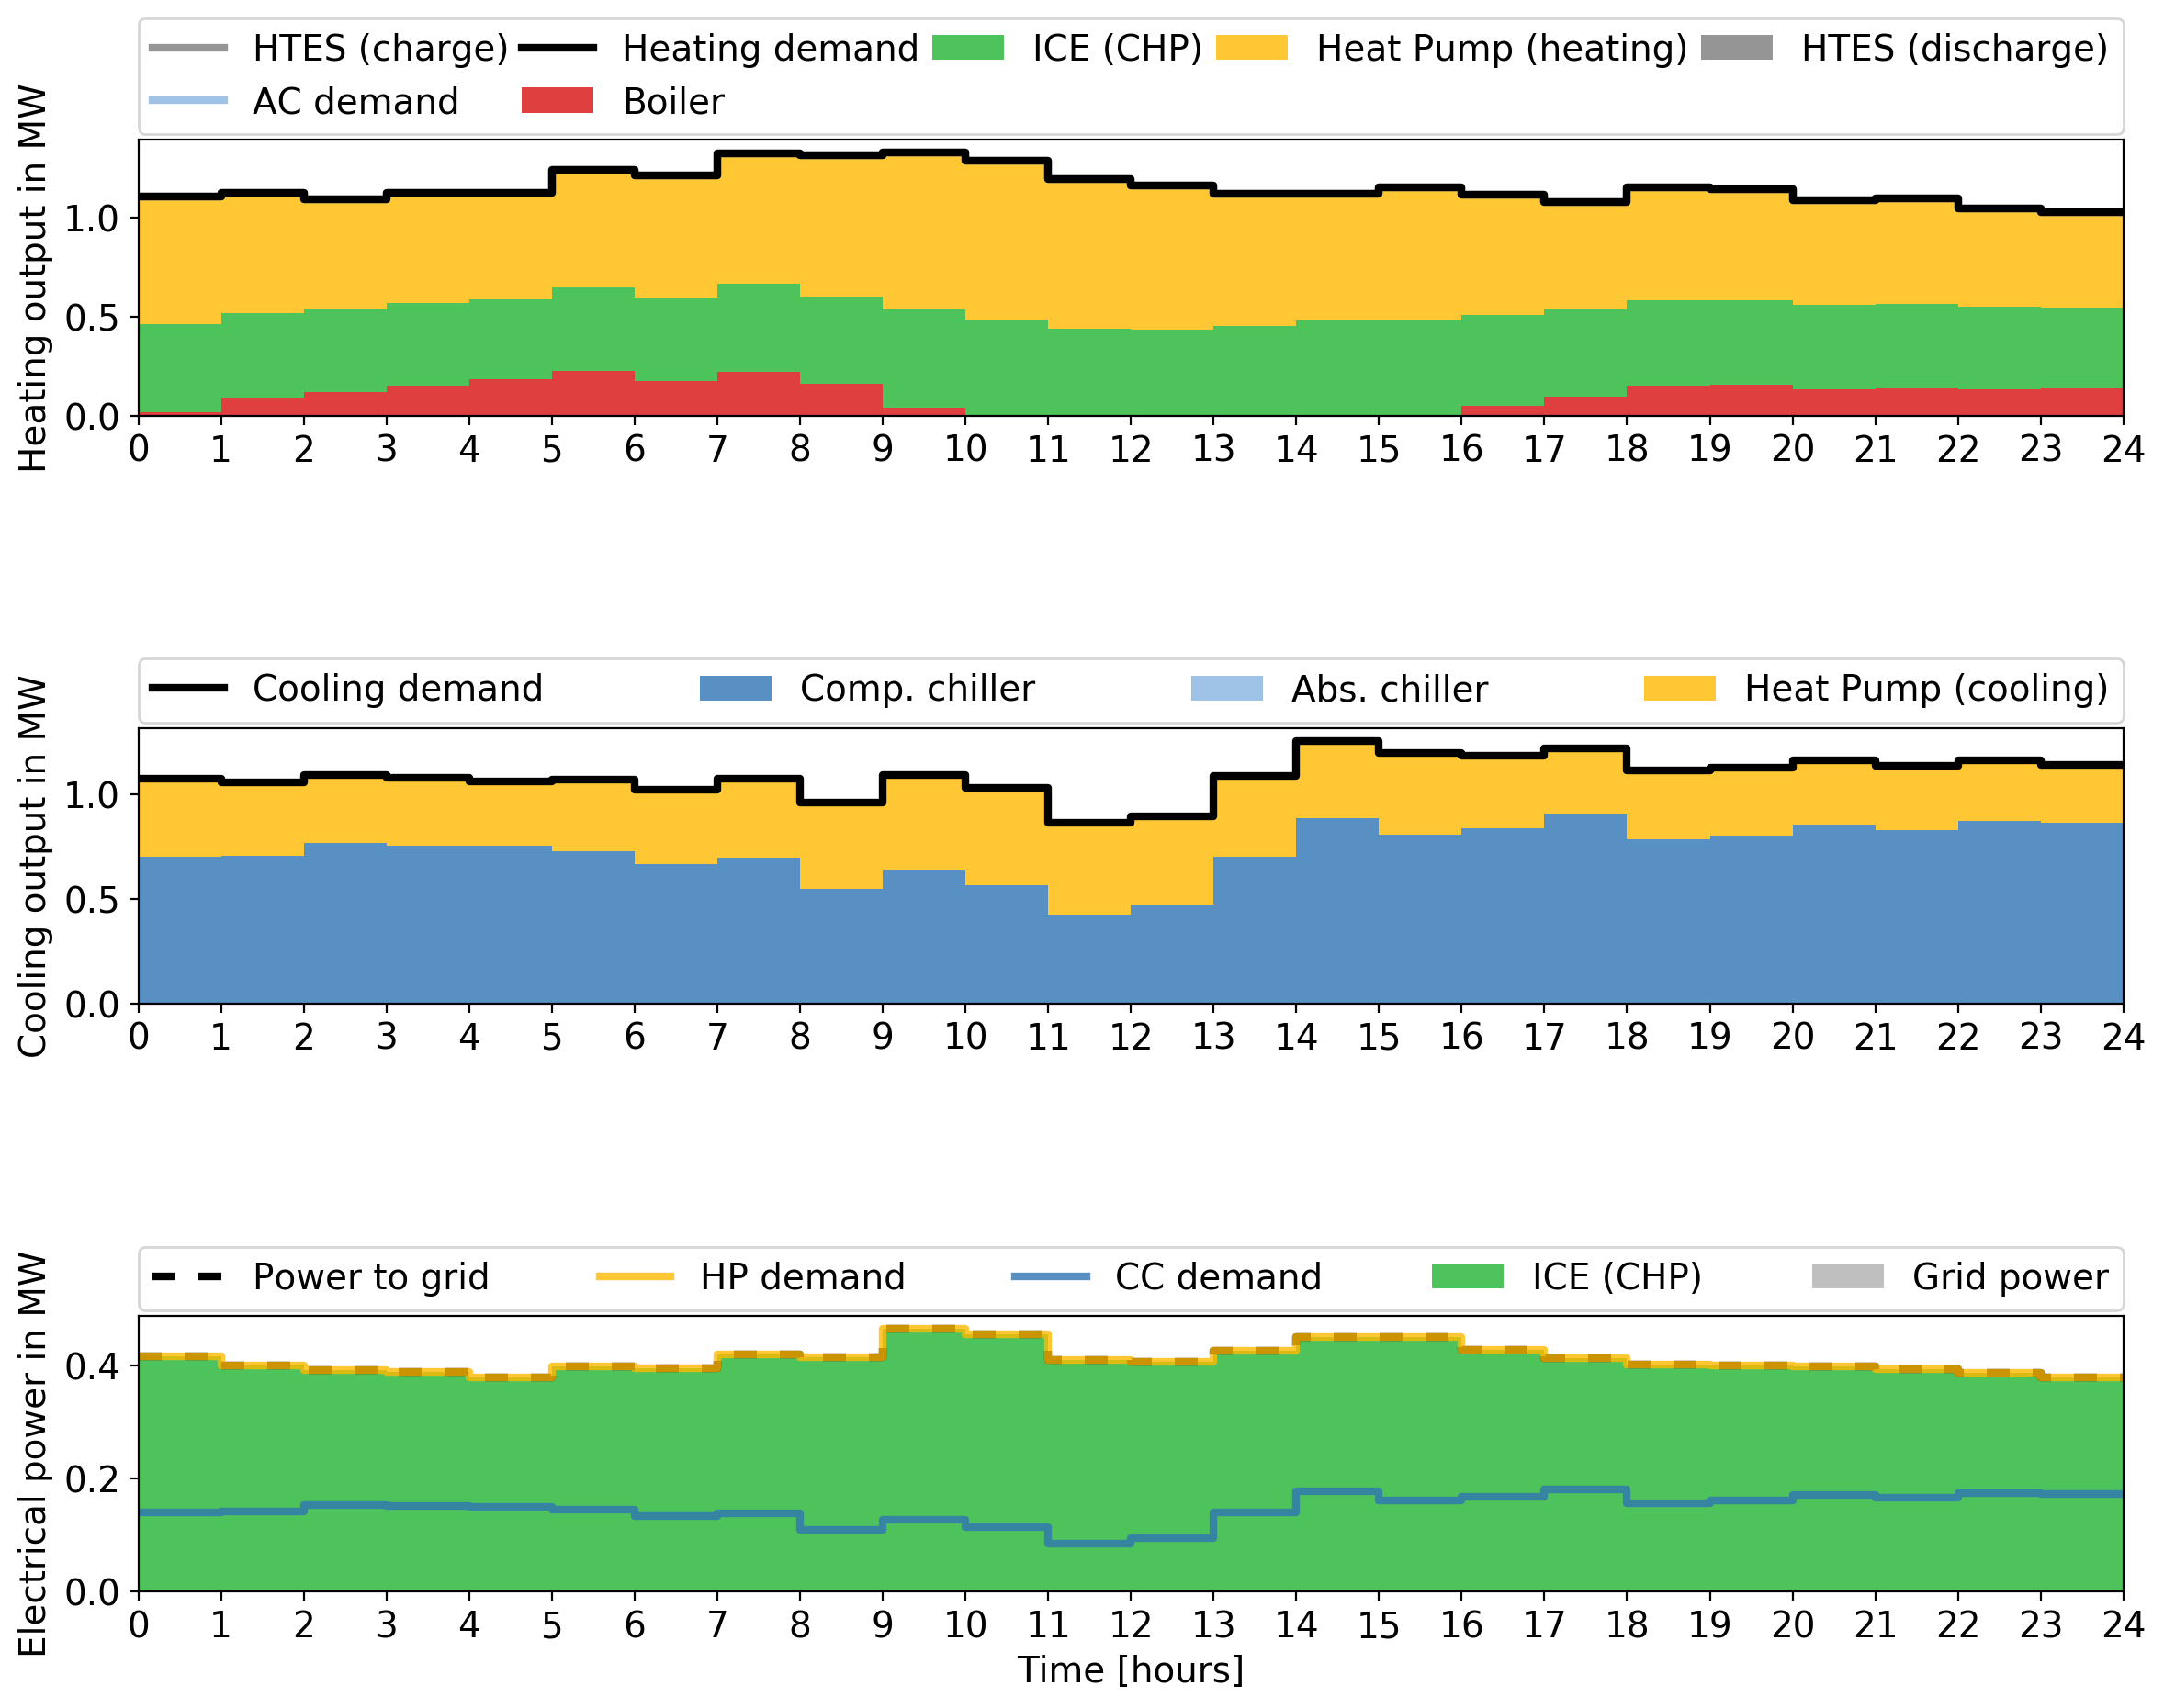 HTES (charge) Heating demand ICE (CHP) Heat Pump (heating) HTES (discharge)
AC demand Boiler
Heating output in MW
1.0
0.5
0.0
0 1 2 3 4 5 6 7 8 9 10 11 12 13 14 15 16 17 18 19 20 21 22 23 24
Cooling demand Comp. chiller Abs. chiller Heat Pump (cooling)
Cooling output in MW
1.0
0.5
0.0
0 1 2 3 4 5 6 7 8 9 10 11 12 13 14 15 16 17 18 19 20 21 22 23 24
Power to grid HP demand CC demand ICE (CHP) Grid power
Electrical power in MW
0.4
0.2
0.0
0 1 2 3 4 5 6 7 8 9 10 11 12 13 14 15 16 17 18 19 20 21 22 23 24
Time [hours]